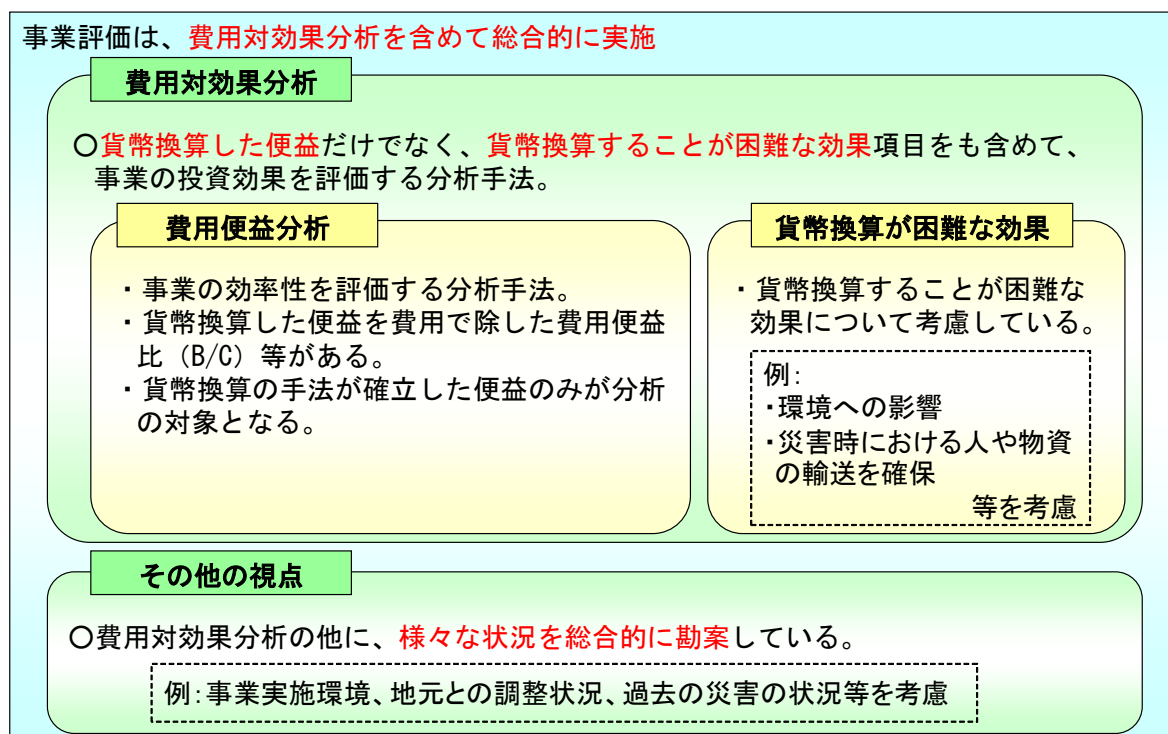 事業評価は、費用対効果分析を含めて総合的に実施
費用対効果分析
〇貨幣換算した便益だけでなく、貨幣換算することが困難な効果項目をも含めて、
事業の投資効果を評価する分析手法。
費用便益分析
・事業の効率性を評価する分析手法。
・貨幣換算した便益を費用で除した費用便益
比（B/C）等がある。
・貨幣換算の手法が確立した便益のみが分析
の対象となる。
貨幣換算が困難な効果
・貨幣換算することが困難な
効果について考慮している。
例：
・環境への影響
・災害時における人や物資
の輸送を確保
等を考慮
その他の視点
〇費用対効果分析の他に、様々な状況を総合的に勘案している。
例：事業実施環境、地元との調整状況、過去の災害の状況等を考慮